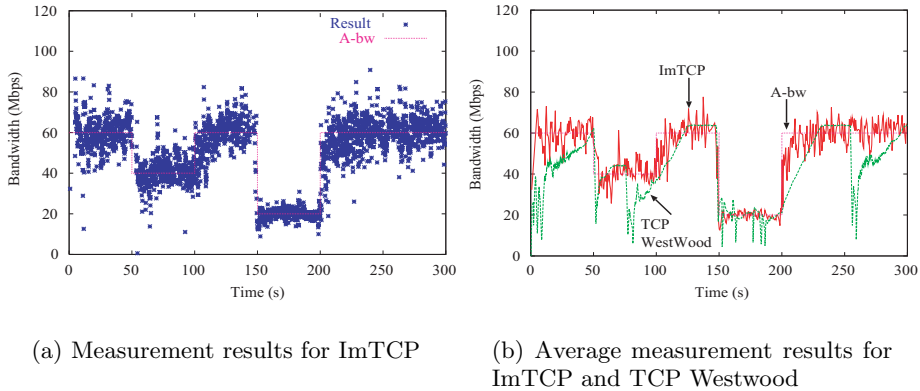 120
100
80
60
40
20
0
Bandwidth (Mbps)
Result
A-bw
0 50 100 150 200 250 300
Time (s)
(a) Measurement results for ImTCP
120
100
80
60
40
20
0
Bandwidth (Mbps)
ImTCP
A-bw
TCP
WestWood
0 50 100 150 200 250 300
Time (s)
(b) Average measurement results for
ImTCP and TCP Westwood